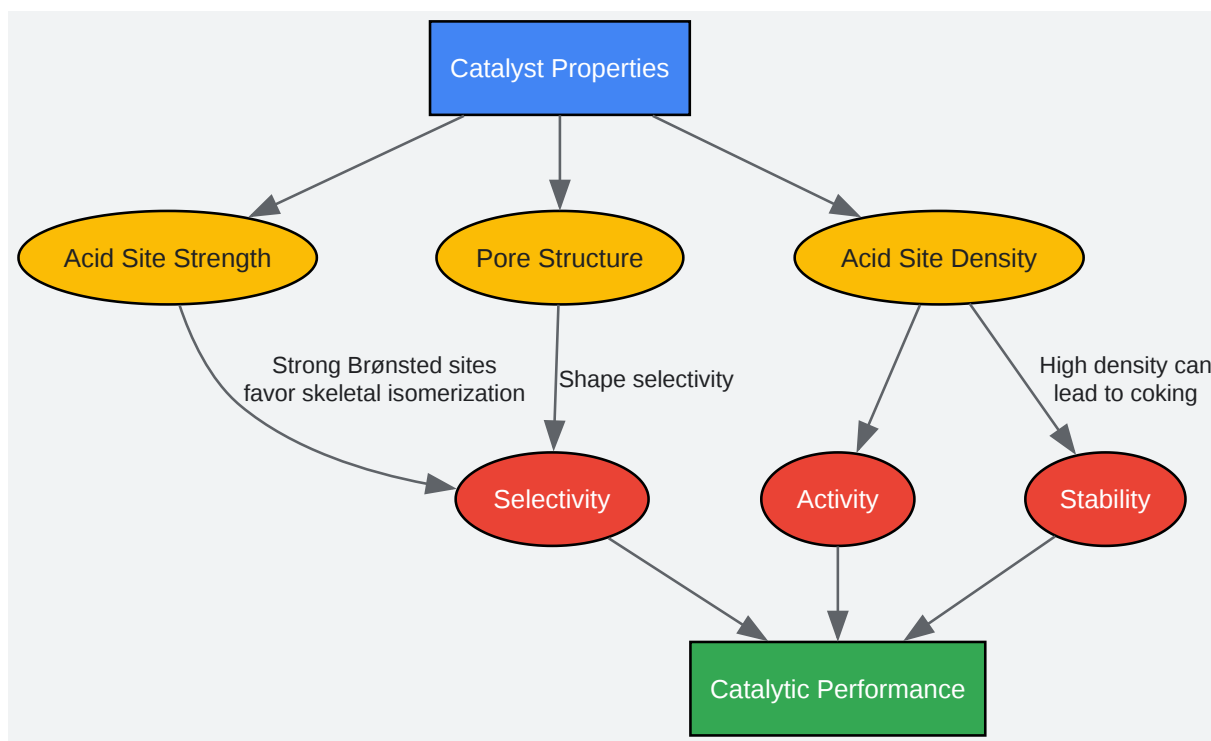 Catalyst Properties
Acid Site Strength
Pore Structure
Acid Site Density
Strong Brønsted sites
favor skeletal isomerization
Shape selectivity
High density can
lead to coking
Selectivity
Activity
Stability
Catalytic Performance